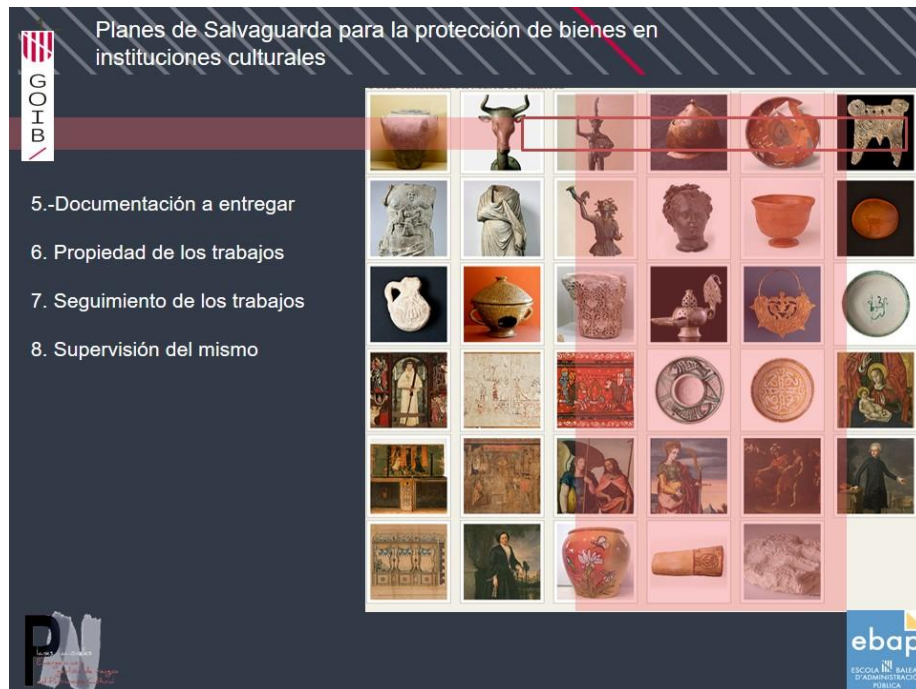 Planes de Salvaguarda para la protección de bienes en
instituciones culturales
GOIB
5.-Documentación a entregar
6. Propiedad de los trabajos
7. Seguimiento de los trabajos
8. Supervisión del mismo
PN
ebap
ESCOLA BALEAR
D'ADMINISTRACIÓ
PÚBLICA